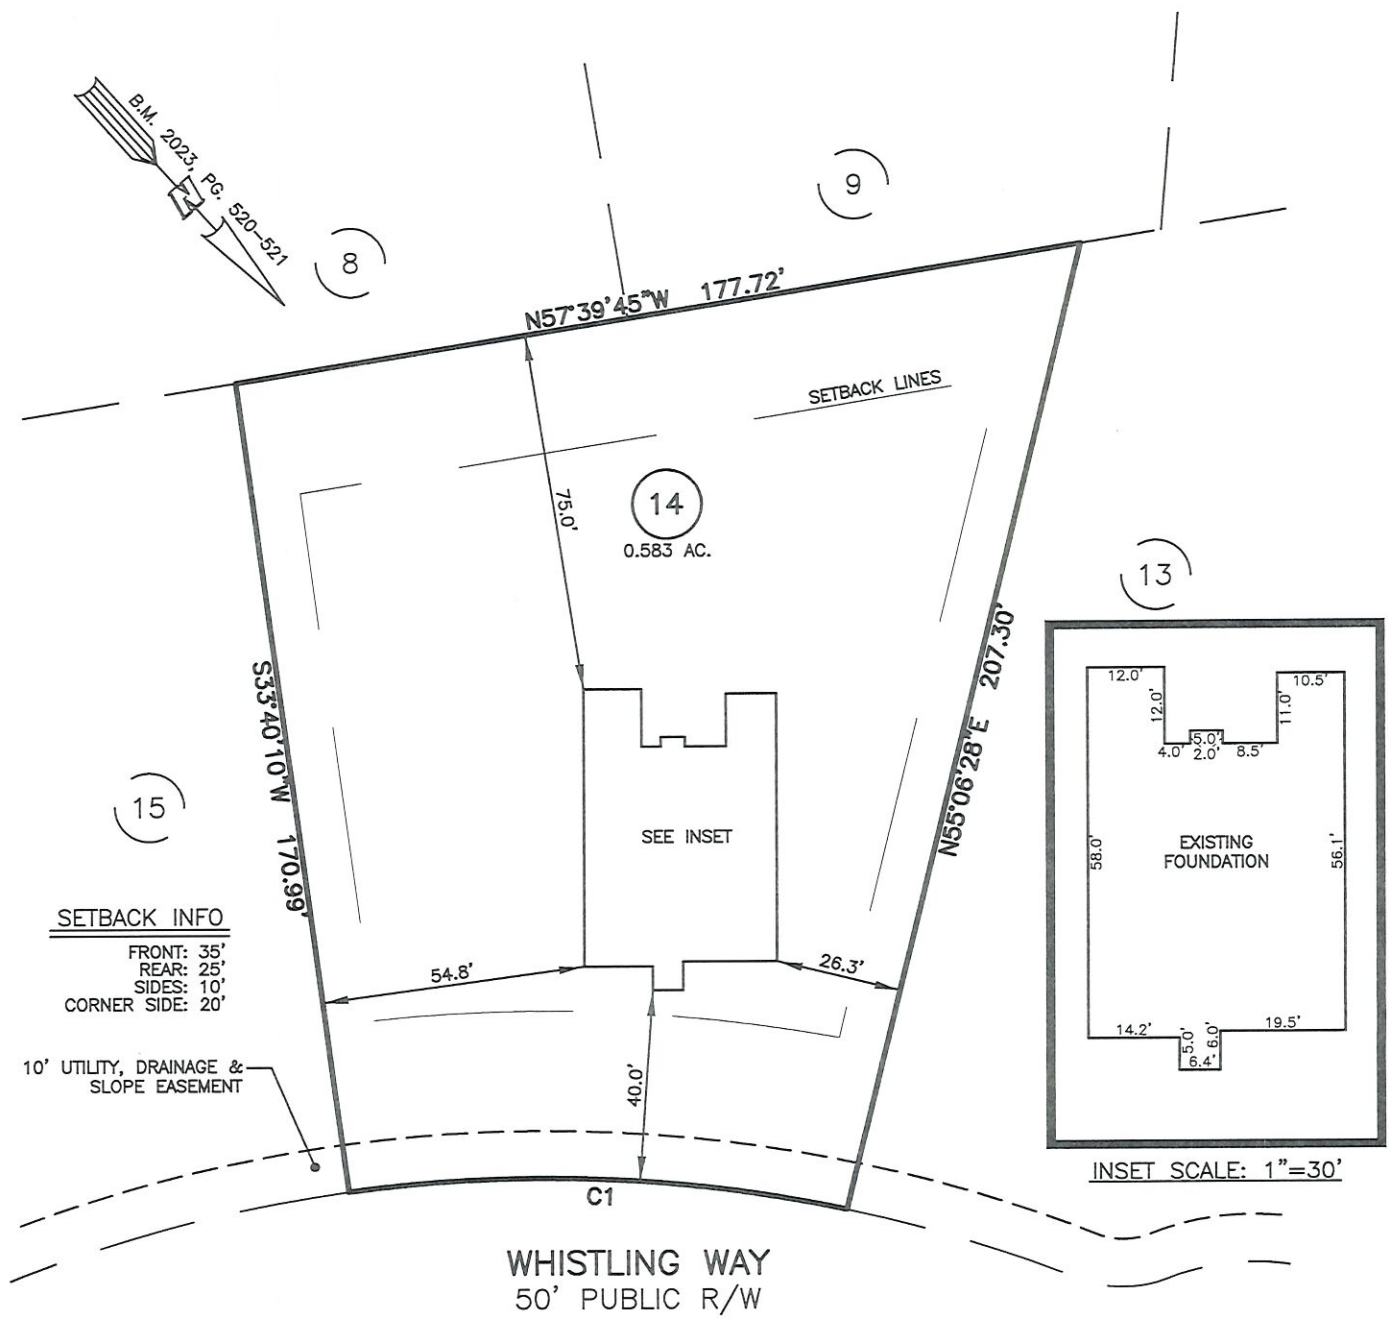 B.M. 2023, PG. 520-521
N
8
9
N57°39'45"W 177.72'
SETBACK LINES
75.0'
14
0.583 AC.
13
S33°40'10"W 170.99'
N55°06'28"E 207.30'
15
SEE INSET
SETBACK INFO
FRONT: 35'
REAR: 25'
SIDES: 10'
CORNER SIDE: 20'
54.8'
26.3'
40.0'
10' UTILITY, DRAINAGE &
SLOPE EASEMENT
C1
WHISTLING WAY
50' PUBLIC R/W
12.0'
12.0'
4.0'
5.0'
2.0'
8.5'
11.0'
10.5'
58.0'
EXISTING
FOUNDATION
56.1'
14.2'
5.0'
6.4'
6.0'
19.5'
INSET SCALE: 1"=30'